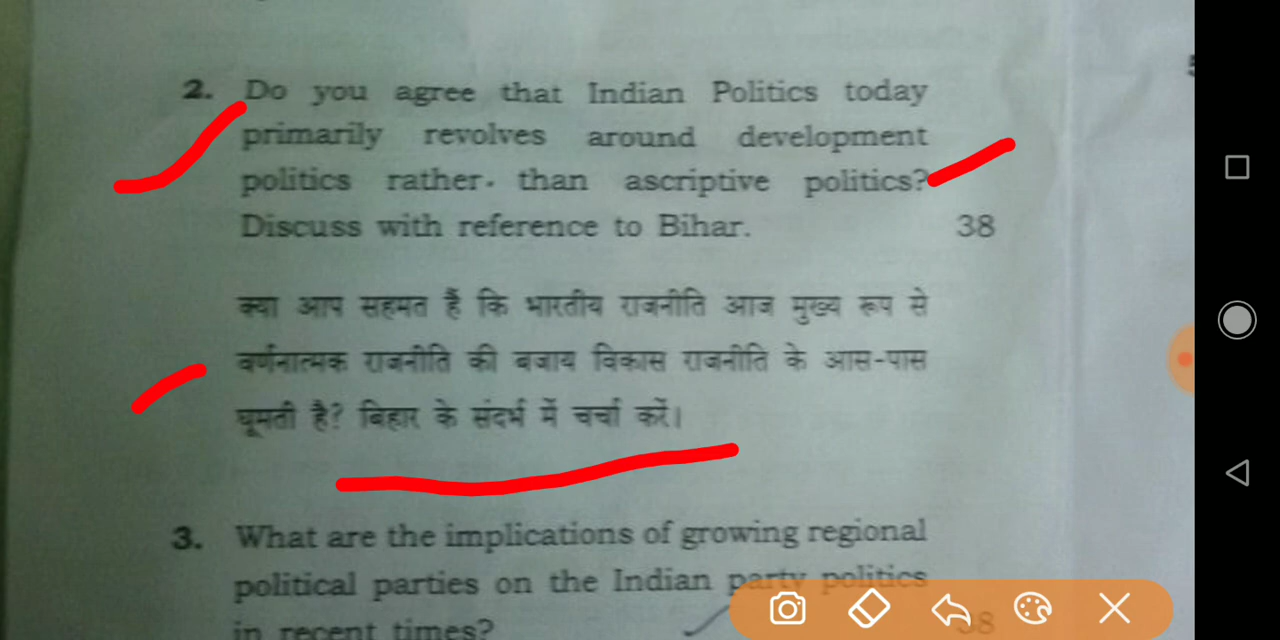 2. Do you agree that Indian Politics today
primarily revolves around development
politics rather than ascriptive politics?
Discuss with reference to Bihar. 38
क्या आप सहमत हैं कि भारतीय राजनीति आज मुख्य रूप से
वर्णनात्मक राजनीति की बजाय विकास राजनीति के आस-पास
घूमती है? बिहार के संदर्भ में चर्चा करें।
3. What are the implications of growing regional
political parties on the Indian party politics
in recent times? 38